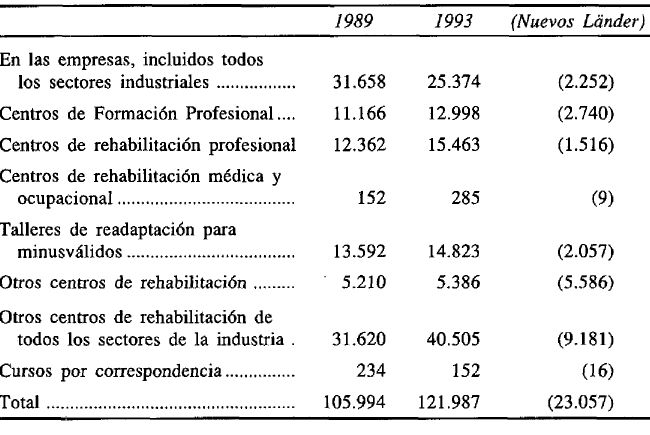 1989 1993 (Nuevos Länder)
En las empresas, incluidos todos
los sectores industriales ................. 31.658 25.374 (2.252)
Centros de Formación Profesional.... 11.166 12.998 (2.740)
Centros de rehabilitación profesional 12.362 15.463 (1.516)
Centros de rehabilitación médica y
ocupacional...................................... 152 285 (9)
Talleres de readaptación para
minusválidos.................................... 13.592 14.823 (2.057)
Otros centros de rehabilitación ......... 5.210 5.386 (5.586)
Otros centros de rehabilitación de
todos los sectores de la industria . 31.620 40.505 (9.181)
Cursos por correspondencia............... 234 152 (16)
Total ..................................................... 105.994 121.987 (23.057)